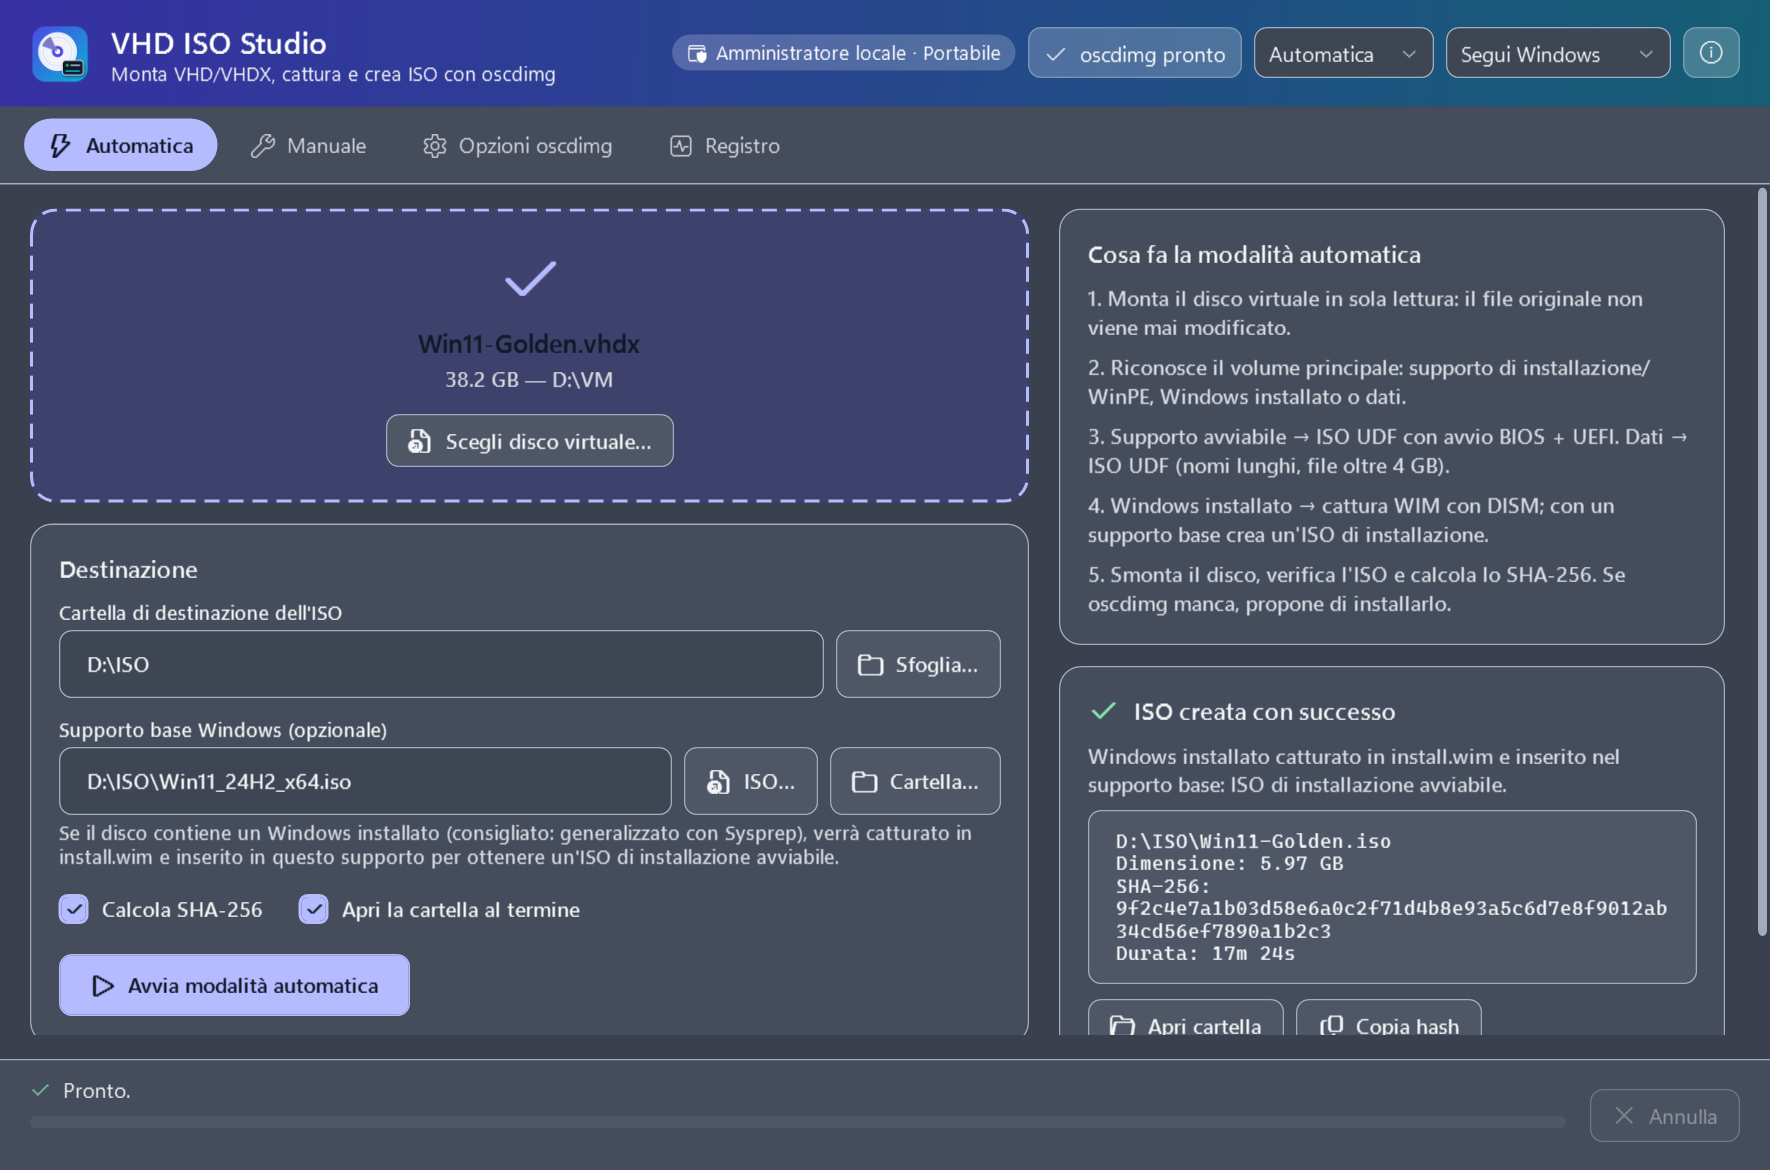 VHD ISO Studio
Monta VHD/VHDX, cattura e crea ISO con oscdimg
Amministratore locale · Portabile
oscdimg pronto
Automatica
Segui Windows
Automatica
Manuale
Opzioni oscdimg
Registro
Win11-Golden.vhdx
38.2 GB — D:\VM
Scegli disco virtuale...
Destinazione
Cartella di destinazione dell'ISO
D:\ISO
Sfoglia...
Supporto base Windows (opzionale)
D:\ISO\Win11_24H2_x64.iso
ISO...
Cartella...
Se il disco contiene un Windows installato (consigliato: generalizzato con Sysprep), verrà catturato in
install.wim e inserito in questo supporto per ottenere un'ISO di installazione avviabile.
Calcola SHA-256
Apri la cartella al termine
Avvia modalità automatica
Cosa fa la modalità automatica
1. Monta il disco virtuale in sola lettura: il file originale non
viene mai modificato.
2. Riconosce il volume principale: supporto di installazione/
WinPE, Windows installato o dati.
3. Supporto avviabile → ISO UDF con avvio BIOS + UEFI. Dati →
ISO UDF (nomi lunghi, file oltre 4 GB).
4. Windows installato → cattura WIM con DISM; con un
supporto base crea un'ISO di installazione.
5. Smonta il disco, verifica l'ISO e calcola lo SHA-256. Se
oscdimg manca, propone di installarlo.
ISO creata con successo
Windows installato catturato in install.wim e inserito nel
supporto base: ISO di installazione avviabile.
D:\ISO\Win11-Golden.iso
Dimensione: 5.97 GB
SHA-256:
9f2c4e7a1b03d58e6a0c2f71d4b8e93a5c6d7e8f9012ab
34cd56ef7890a1b2c3
Durata: 17m 24s
Apri cartella
Copia hash
Pronto.
Annulla